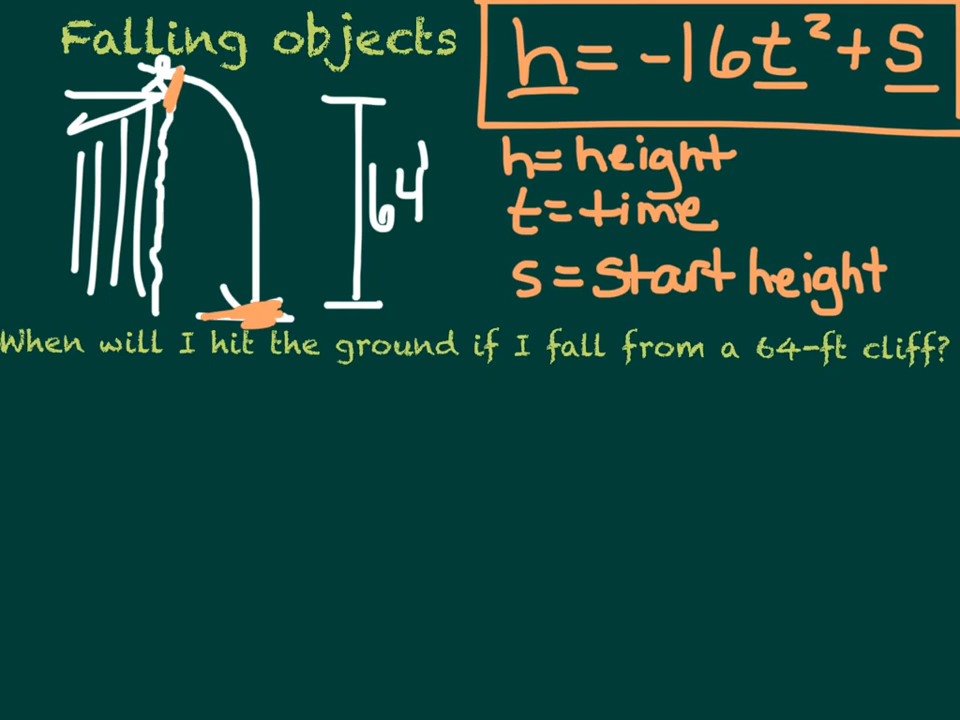 Falling objects
h = -16t² + s
64'
h = height
t = time
s = start height
When will I hit the ground if I fall from a 64-ft cliff?